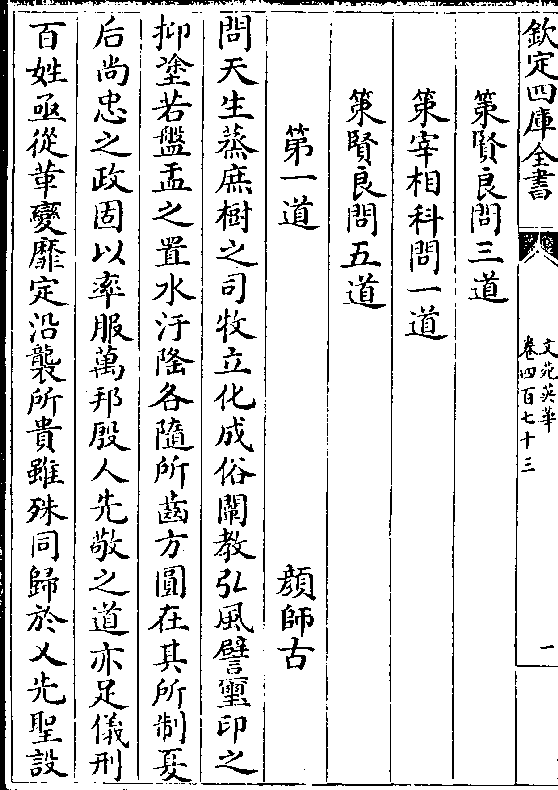 欽定四庫全書
文苑英華
卷四百七十三
一
策賢良問三道
策宰相科問一道
策賢良問五道
第一道
顔師古
問天生蒸庶樹之司牧立化成俗闡教弘風譬璽印之
抑塗若盤盂之置水汙隆各隨所齒方圓在其所制夏
后尚忠之政固以率服萬邦殷人先敬之道亦足儀刑
百姓亟從革變靡定沿襲所貴雖殊同歸於乂先聖設